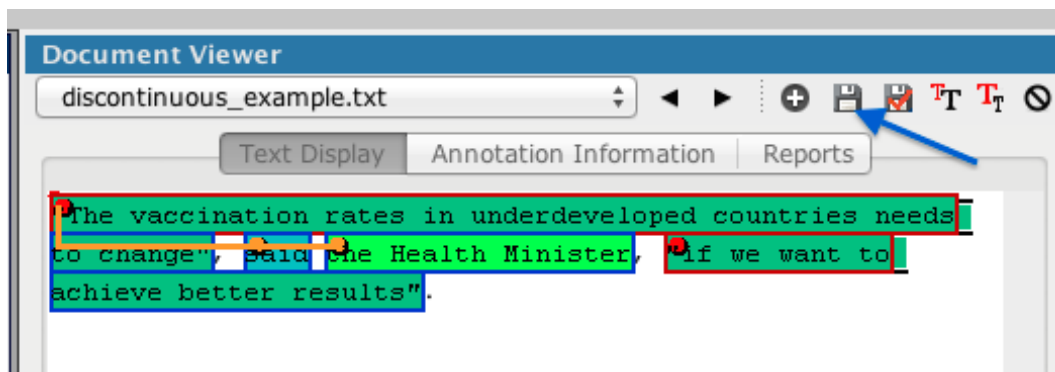 Document Viewer
discontinuous_example.txt
Text Display Annotation Information Reports
"The vaccination rates in underdeveloped countries needs
to change", said the Health Minister, "if we want to
achieve better results".